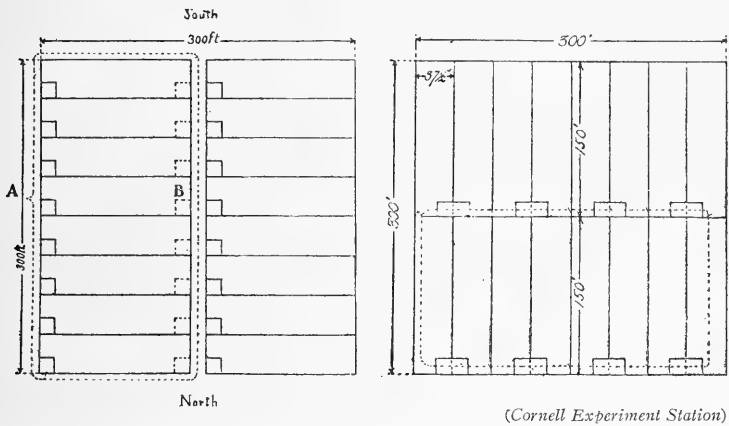 South
300ft
A
B
300ft
North
300'
37½'
150'
300'
150'
(Cornell Experiment Station)